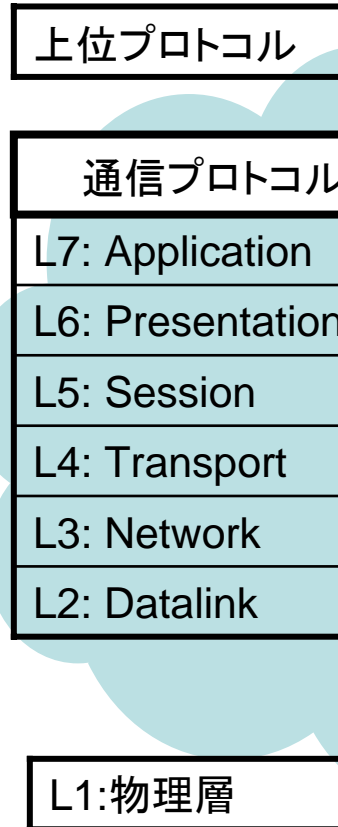 上位プロトコル
通信プロトコル
L7: Application
L6: Presentation
L5: Session
L4: Transport
L3: Network
L2: Datalink
L1:物理層